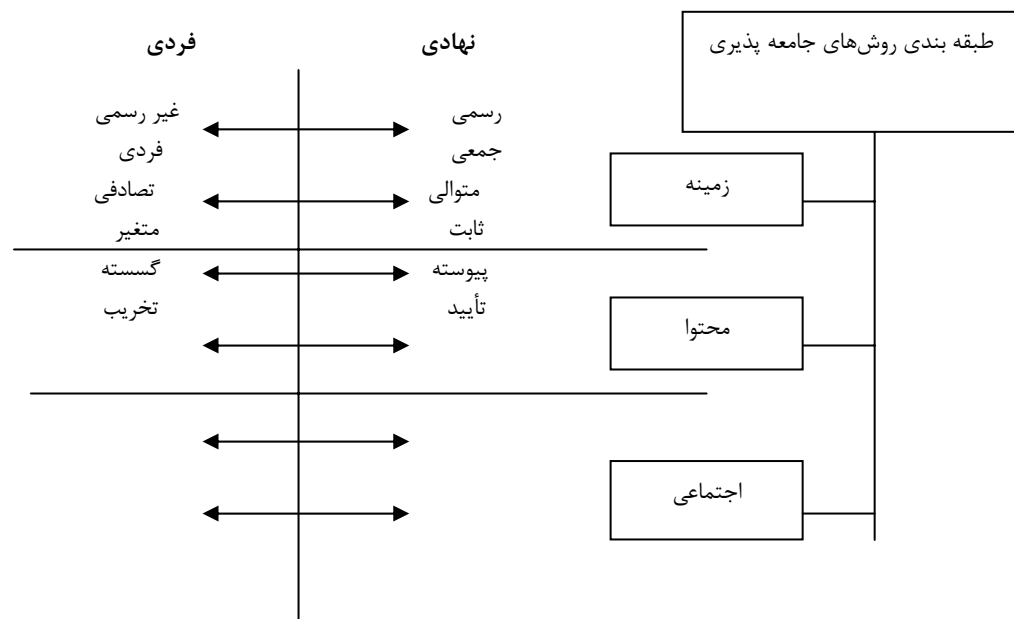 طبقه بندی روش‌های جامعه پذیری
نهادی
فردی
رسمی
غیر رسمی
جمعی
فردی
متوالی
تصادفی
ثابت
متغیر
پیوسته
گسسته
تأیید
تخریب
زمینه
محتوا
اجتماعی